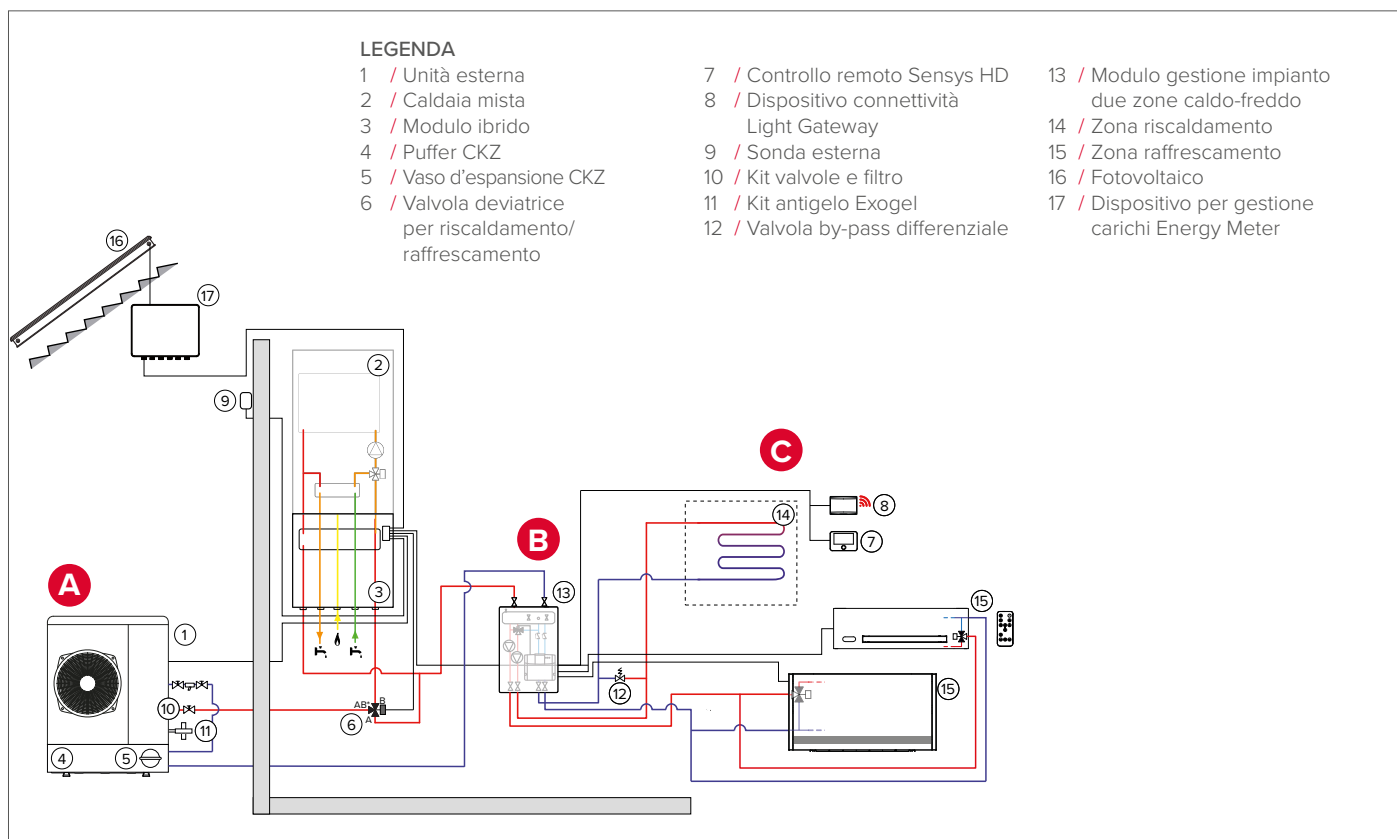 LEGENDA
1 / Unità esterna
2 / Caldaia mista
3 / Modulo ibrido
4 / Puffer CKZ
5 / Vaso d'espansione CKZ
6 / Valvola deviatrice
per riscaldamento/
raffrescamento
7 / Controllo remoto Sensys HD
8 / Dispositivo connettività
Light Gateway
9 / Sonda esterna
10 / Kit valvole e filtro
11 / Kit antigelo Exogel
12 / Valvola by-pass differenziale
13 / Modulo gestione impianto
due zone caldo-freddo
14 / Zona riscaldamento
15 / Zona raffrescamento
16 / Fotovoltaico
17 / Dispositivo per gestione
carichi Energy Meter
16
17
2
9
C
14
8
7
B
3
13
A
1
15
15
12
10
11
AB
B
A
6
4
5